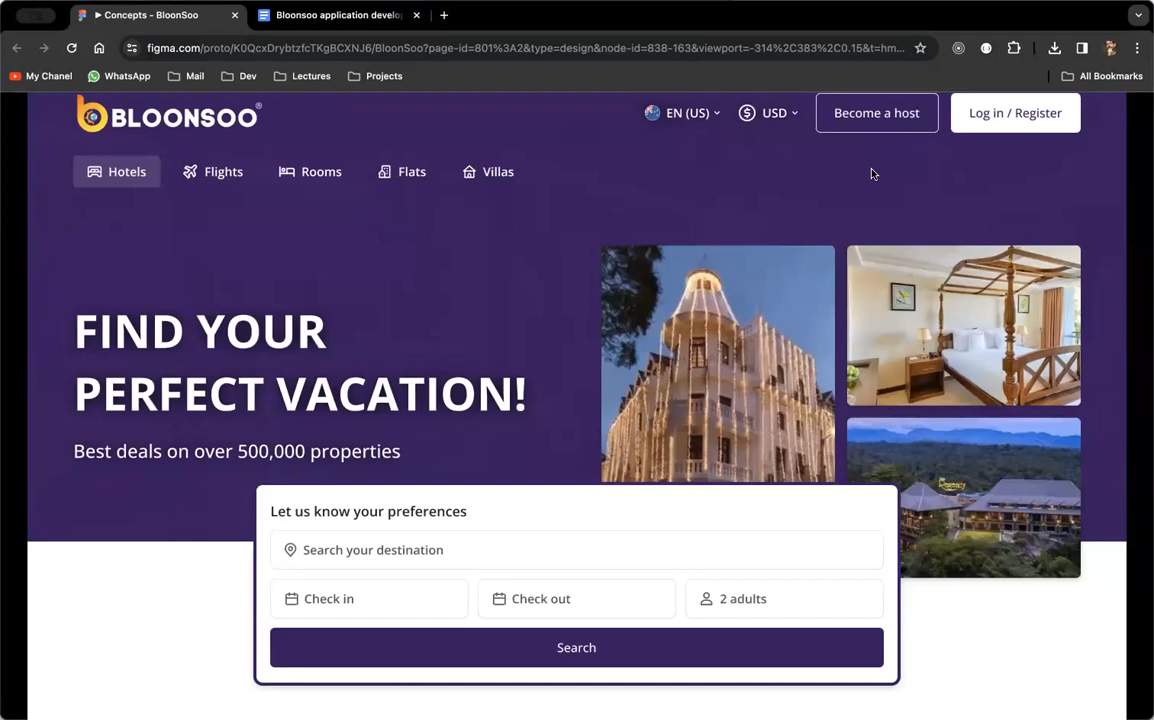 Concepts - BloonSoo
Bloonsoo application develo
figma.com/proto/K0QcxDrybtzfcTKgBCXNJ6/BloonSoo?page-id=801%3A2&type=design&node-id=838-163&viewport=-314%2C383%2C0.15&t=hm...
My Chanel
WhatsApp
Mail
Dev
Lectures
Projects
All Bookmarks
BLOONSOO®
EN (US)
USD
Become a host
Log in / Register
Hotels
Flights
Rooms
Flats
Villas
FIND YOUR
PERFECT VACATION!
Best deals on over 500,000 properties
Let us know your preferences
Search your destination
Check in
Check out
2 adults
Search